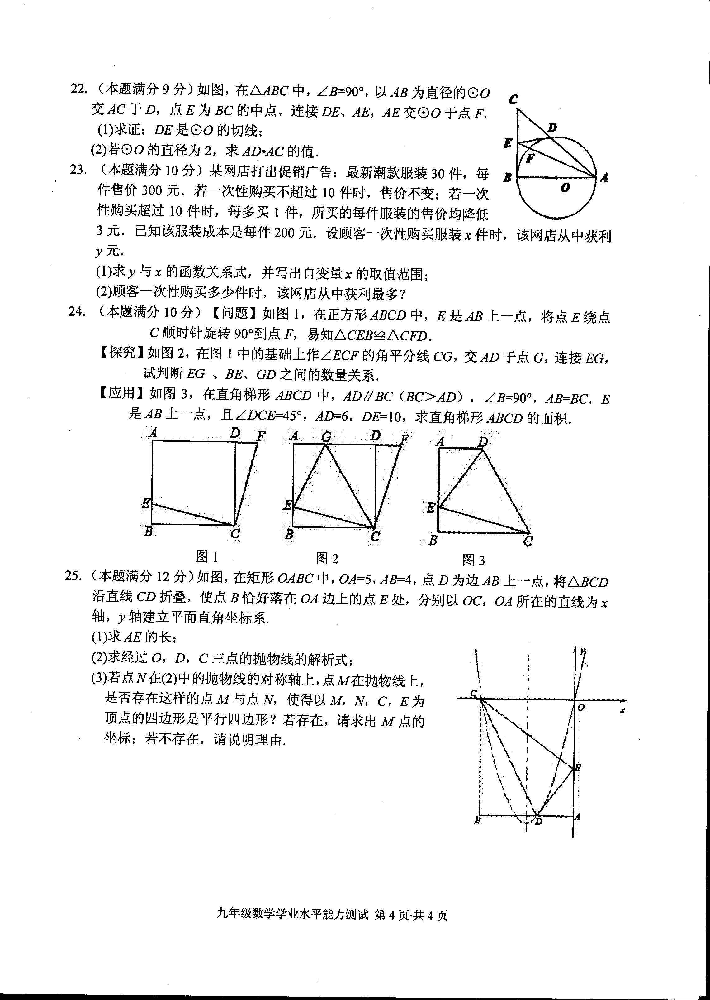 22.（本题满分 9 分）如图，在△ABC 中，∠B=90°，以 AB 为直径的⊙O
交 AC 于 D，点 E 为 BC 的中点，连接 DE、AE，AE 交⊙O 于点 F．
(1)求证：DE 是⊙O 的切线；
(2)若⊙O 的直径为 2，求 AD•AC 的值．
C
D
E
F
B
O
A
23.（本题满分 10 分）某网店打出促销广告：最新潮款服装 30 件，每
件售价 300 元．若一次性购买不超过 10 件时，售价不变；若一次
性购买超过 10 件时，每多买 1 件，所买的每件服装的售价均降低
3 元．已知该服装成本是每件 200 元．设顾客一次性购买服装 x 件时，该网店从中获利
y 元．
(1)求 y 与 x 的函数关系式，并写出自变量 x 的取值范围；
(2)顾客一次性购买多少件时，该网店从中获利最多？
24.（本题满分 10 分）【问题】如图 1，在正方形 ABCD 中，E 是 AB 上一点，将点 E 绕点
C 顺时针旋转 90°到点 F，易知△CEB≌△CFD．
【探究】如图 2，在图 1 中的基础上作∠ECF 的角平分线 CG，交 AD 于点 G，连接 EG，
试判断 EG 、BE、GD 之间的数量关系．
【应用】如图 3，在直角梯形 ABCD 中，AD∥BC（BC＞AD），∠B=90°，AB=BC．E
是 AB 上一点，且∠DCE=45°，AD=6，DE=10，求直角梯形 ABCD 的面积．
A D F
E
B C
图 1
A G D F
E
B C
图 2
A D
E
B C
图 3
25.（本题满分 12 分）如图，在矩形 OABC 中，OA=5，AB=4，点 D 为边 AB 上一点，将△BCD
沿直线 CD 折叠，使点 B 恰好落在 OA 边上的点 E 处，分别以 OC，OA 所在的直线为 x
轴，y 轴建立平面直角坐标系.
(1)求 AE 的长；
(2)求经过 O，D，C 三点的抛物线的解析式；
(3)若点 N 在(2)中的抛物线的对称轴上，点 M 在抛物线上，
是否存在这样的点 M 与点 N，使得以 M，N，C，E 为
顶点的四边形是平行四边形？若存在，请求出 M 点的
坐标；若不存在，请说明理由.
y
C
O
x
E
B
D
A
九年级数学学业水平能力测试 第 4 页·共 4 页